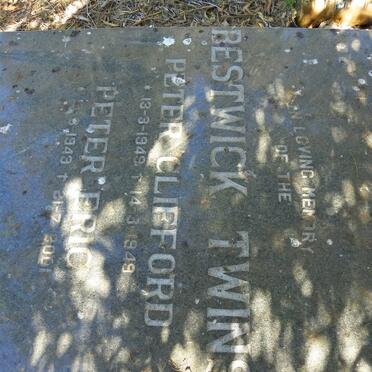 IN LOVING MEMORY
OF THE
BESTWICK TWINS
PETER CLIFFORD
*13-3-1949 † 14-3-1949
PETER ERIC